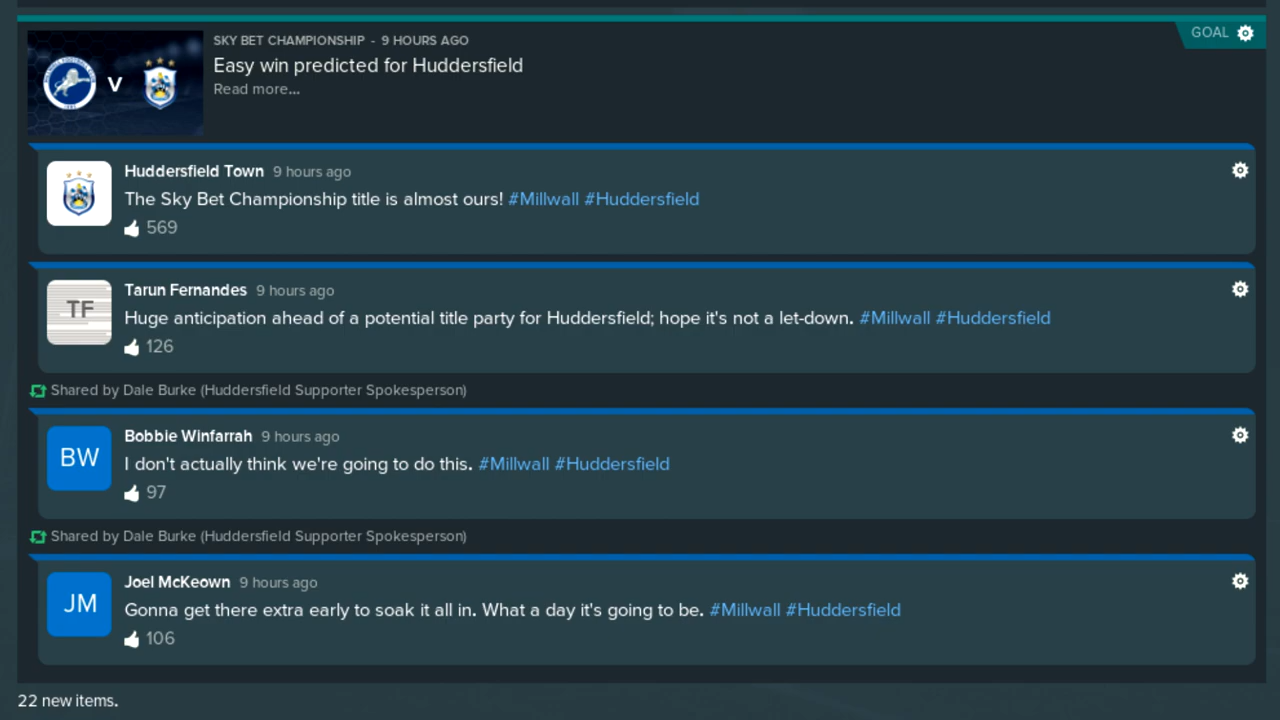 SKY BET CHAMPIONSHIP - 9 HOURS AGO
GOAL
Easy win predicted for Huddersfield
Read more...
V
Huddersfield Town 9 hours ago
The Sky Bet Championship title is almost ours! #Millwall #Huddersfield
569
Tarun Fernandes 9 hours ago
TF
Huge anticipation ahead of a potential title party for Huddersfield; hope it's not a let-down. #Millwall #Huddersfield
126
Shared by Dale Burke (Huddersfield Supporter Spokesperson)
Bobbie Winfarrah 9 hours ago
BW
I don't actually think we're going to do this. #Millwall #Huddersfield
97
Shared by Dale Burke (Huddersfield Supporter Spokesperson)
Joel McKeown 9 hours ago
JM
Gonna get there extra early to soak it all in. What a day it's going to be. #Millwall #Huddersfield
106
22 new items.